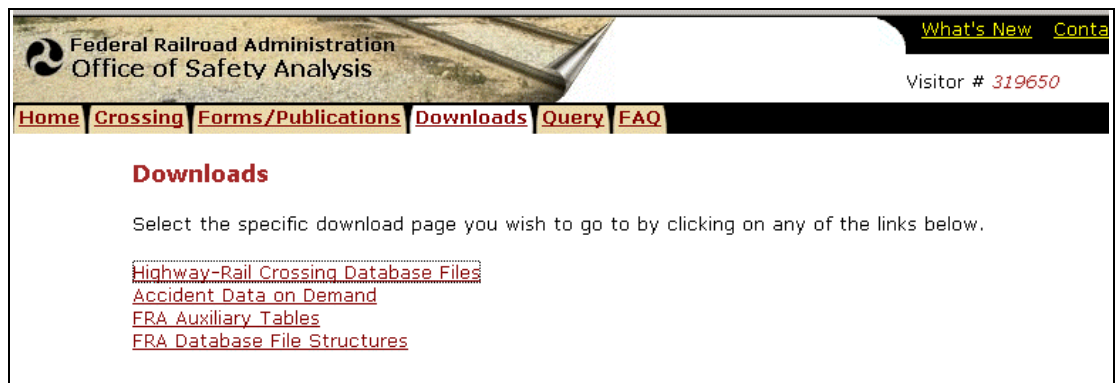 Federal Railroad Administration
Office of Safety Analysis
What's New Conta
Visitor # 319650
Home Crossing Forms/Publications Downloads Query FAQ
Downloads
Select the specific download page you wish to go to by clicking on any of the links below.
Highway-Rail Crossing Database Files
Accident Data on Demand
FRA Auxiliary Tables
FRA Database File Structures